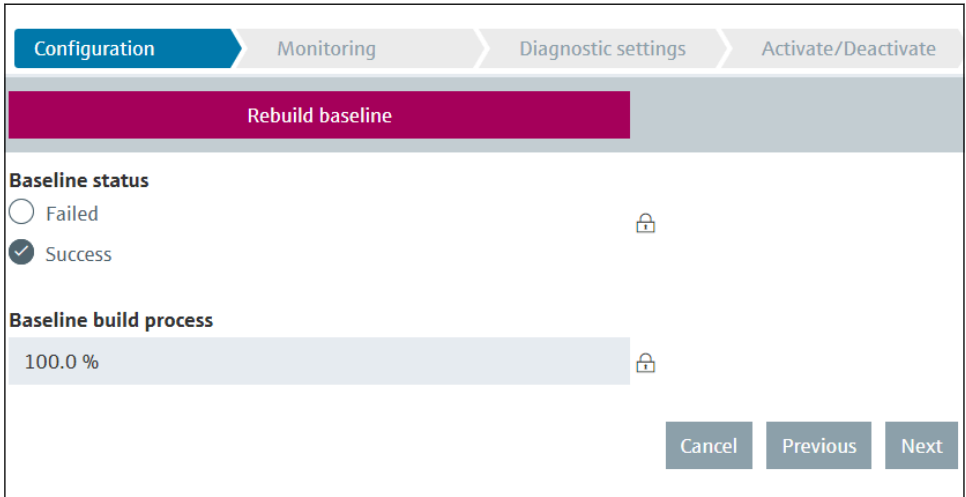 Configuration Monitoring Diagnostic settings Activate/Deactivate
Rebuild baseline
Baseline status
Failed
Success
Baseline build process
100.0 %
Cancel Previous Next